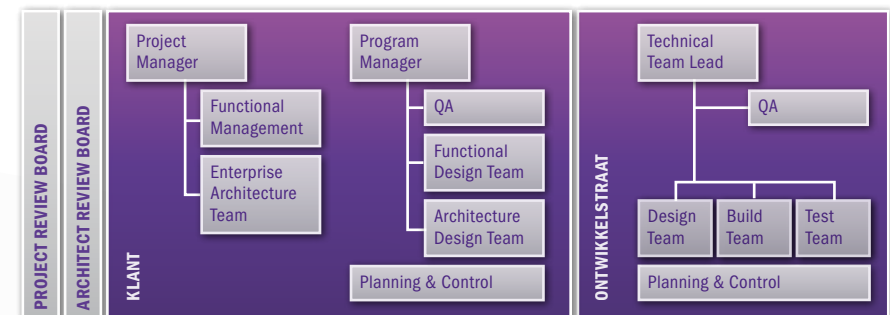 PROJECT REVIEW BOARD
ARCHITECT REVIEW BOARD
KLANT
Project
Manager
Functional
Management
Enterprise
Architecture
Team
Program
Manager
QA
Functional
Design Team
Architecture
Design Team
Planning & Control
ONTWIKKELSTRAAT
Technical
Team Lead
QA
Design
Team
Build
Team
Test
Team
Planning & Control